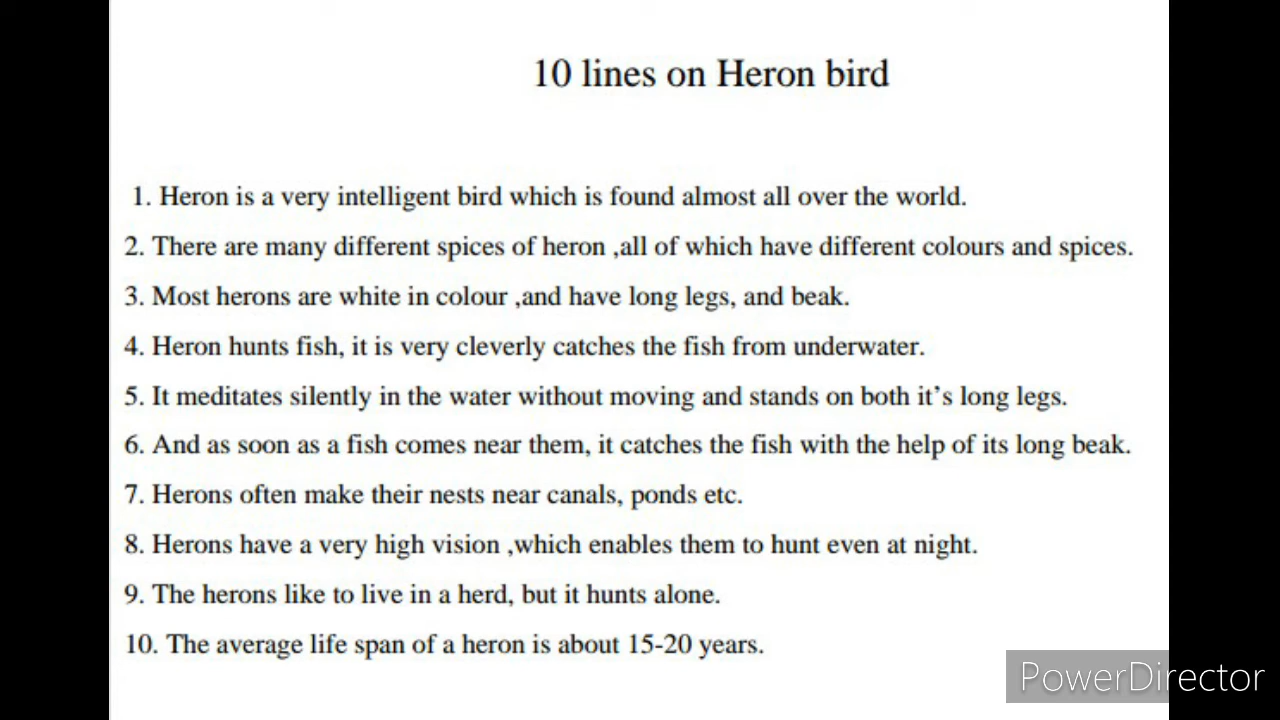 10 lines on Heron bird
1. Heron is a very intelligent bird which is found almost all over the world.
2. There are many different spices of heron ,all of which have different colours and spices.
3. Most herons are white in colour ,and have long legs, and beak.
4. Heron hunts fish, it is very cleverly catches the fish from underwater.
5. It meditates silently in the water without moving and stands on both it’s long legs.
6. And as soon as a fish comes near them, it catches the fish with the help of its long beak.
7. Herons often make their nests near canals, ponds etc.
8. Herons have a very high vision ,which enables them to hunt even at night.
9. The herons like to live in a herd, but it hunts alone.
10. The average life span of a heron is about 15-20 years.
PowerDirector